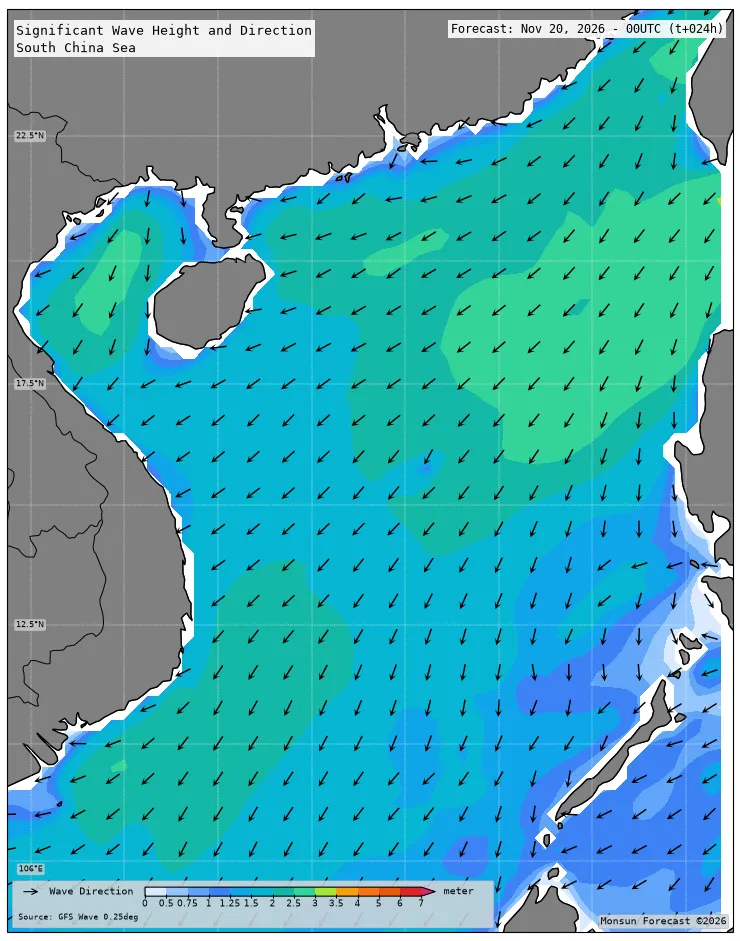 Significant Wave Height and Direction
South China Sea
Forecast: Nov 20, 2026 - 00UTC (t+024h)
22.5°N
17.5°N
12.5°N
106°E
Wave Direction
0 0.5 0.75 1 1.25 1.5 2 2.5 3 3.5 4 5 6 7
meter
Source: GFS Wave 0.25deg
Monsun Forecast ©2026